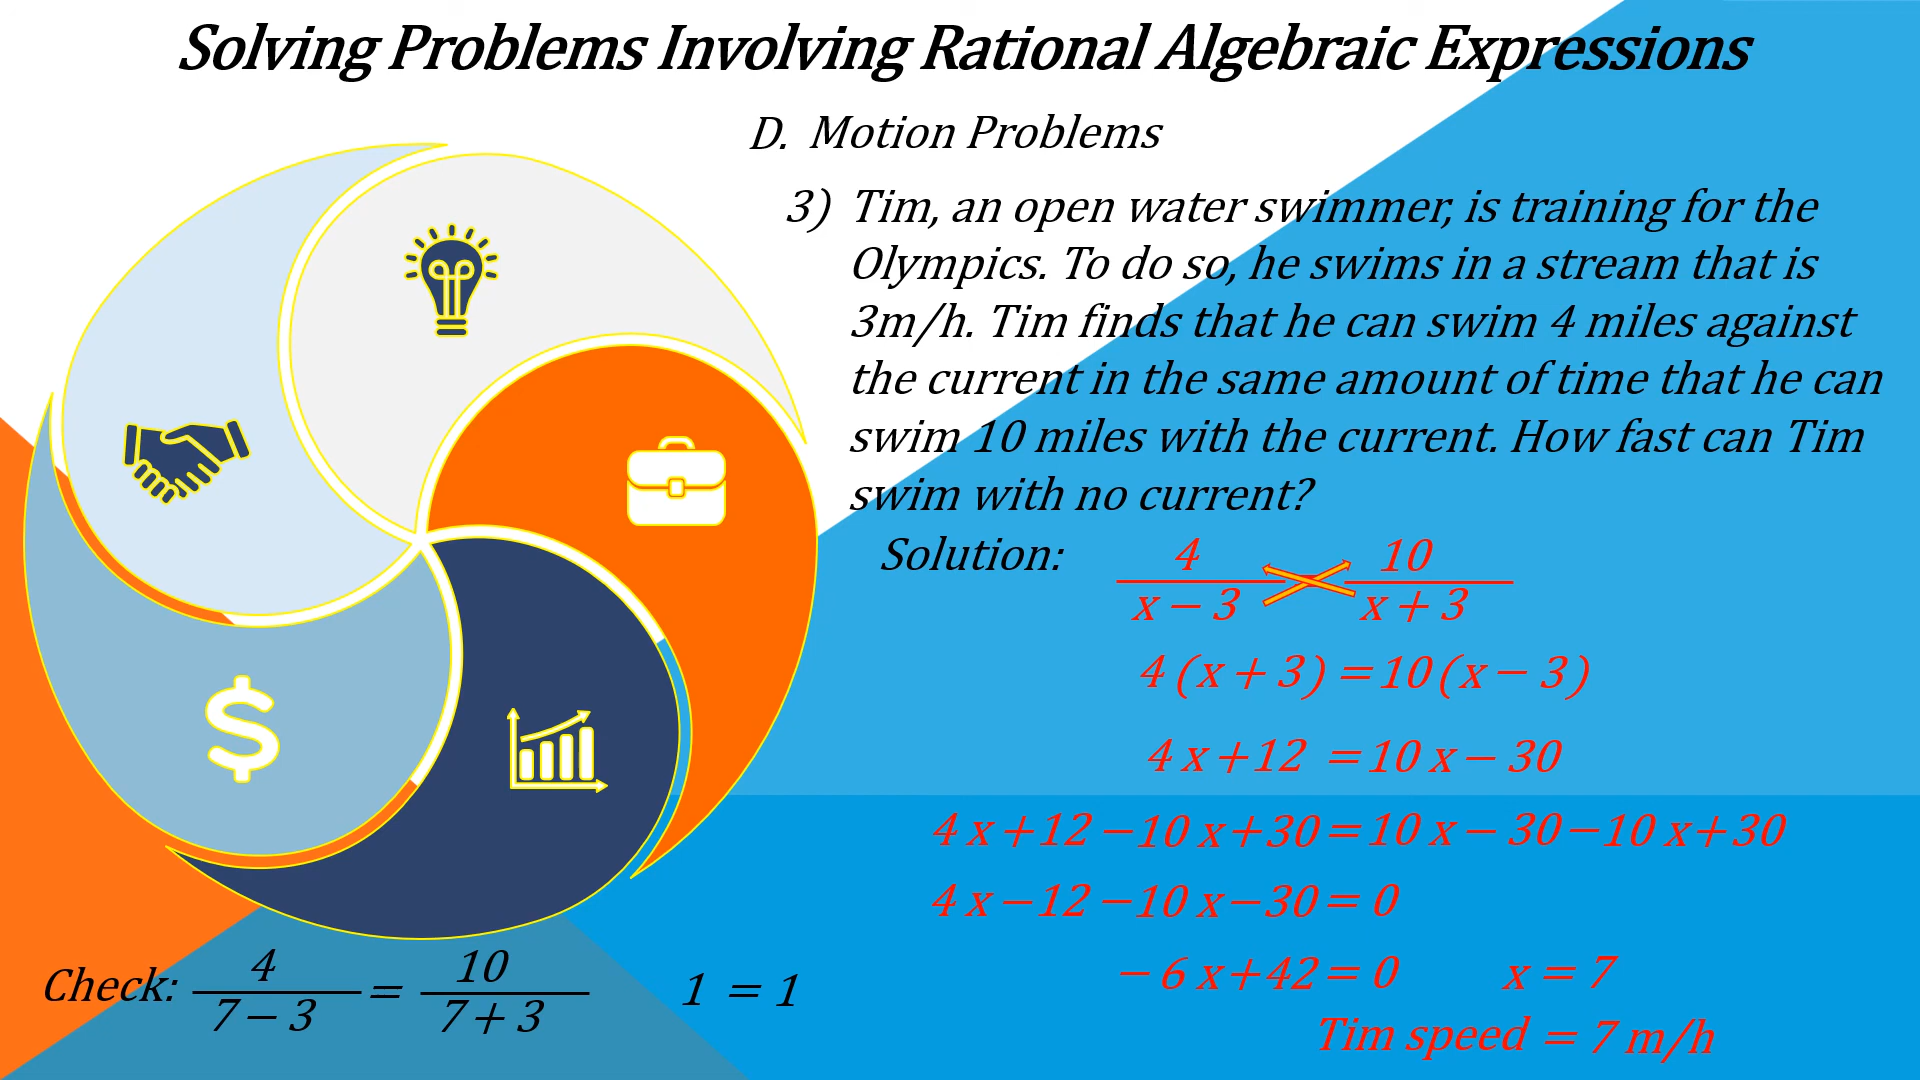 Solving Problems Involving Rational Algebraic Expressions
D. Motion Problems
3) Tim, an open water swimmer, is training for the
Olympics. To do so, he swims in a stream that is
3m/h. Tim finds that he can swim 4 miles against
the current in the same amount of time that he can
swim 10 miles with the current. How fast can Tim
swim with no current?
Solution:
4 10
x − 3 x + 3
4 (x + 3) = 10 (x − 3)
4 x +12 = 10 x − 30
4 x +12 −10 x+30 = 10 x − 30 −10 x+30
4 x −12 −10 x−30 = 0
− 6 x+42 = 0 x = 7
Tim speed = 7 m/h
Check:
4 = 10
7 − 3 7 + 3
1 = 1
$